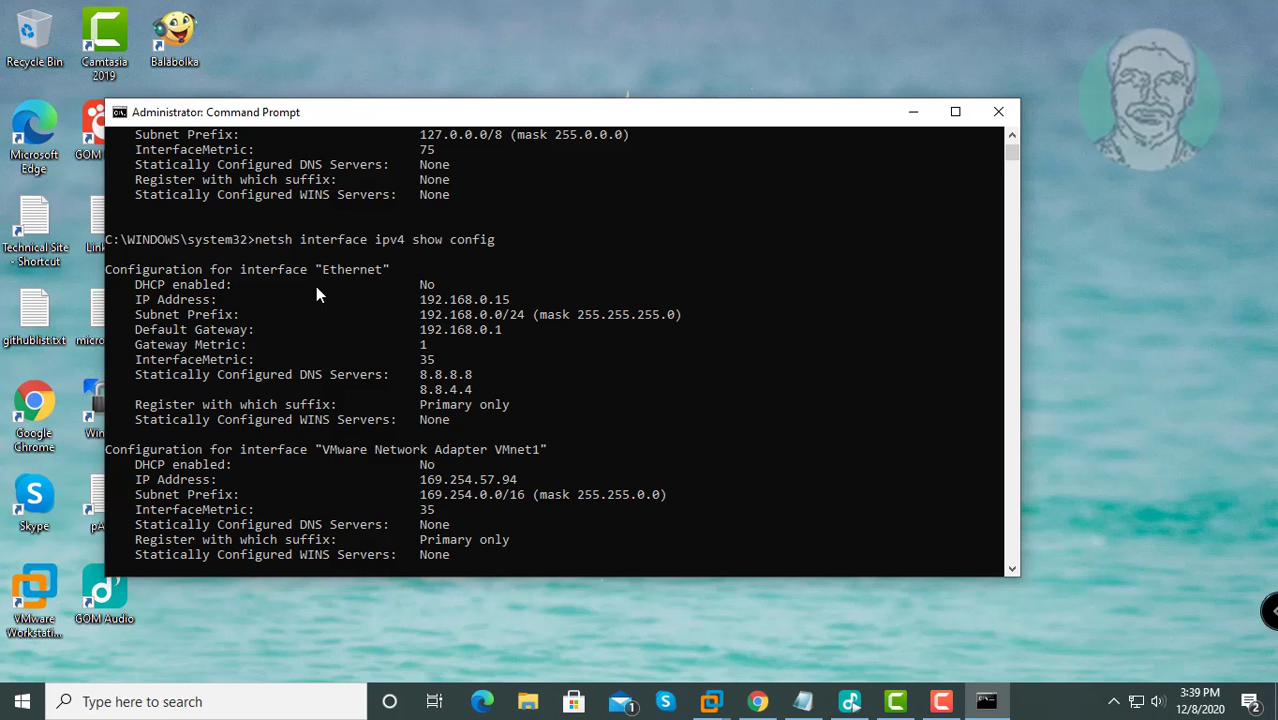 Recycle Bin
Camtasia
2019
Balabolka
Microsoft
Edge
GOM
Technical Site
- Shortcut
Link
githublist.txt
micro
Google
Chrome
Win
Skype
pA
VMware
Workstati...
GOM Audio
Administrator: Command Prompt
Subnet Prefix: 127.0.0.0/8 (mask 255.0.0.0)
InterfaceMetric: 75
Statically Configured DNS Servers: None
Register with which suffix: None
Statically Configured WINS Servers: None
C:\WINDOWS\system32>netsh interface ipv4 show config
Configuration for interface "Ethernet"
DHCP enabled: No
IP Address: 192.168.0.15
Subnet Prefix: 192.168.0.0/24 (mask 255.255.255.0)
Default Gateway: 192.168.0.1
Gateway Metric: 1
InterfaceMetric: 35
Statically Configured DNS Servers: 8.8.8.8
8.8.4.4
Register with which suffix: Primary only
Statically Configured WINS Servers: None
Configuration for interface "VMware Network Adapter VMnet1"
DHCP enabled: No
IP Address: 169.254.57.94
Subnet Prefix: 169.254.0.0/16 (mask 255.255.0.0)
InterfaceMetric: 35
Statically Configured DNS Servers: None
Register with which suffix: Primary only
Statically Configured WINS Servers: None
Type here to search
1
3:39 PM
12/8/2020
2